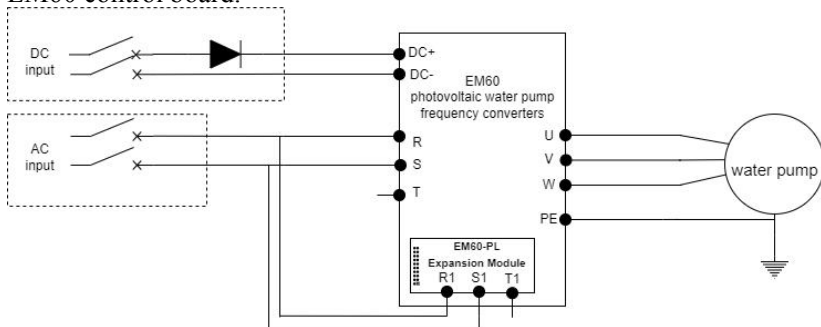 EM60 control board.
DC
input
DC+
DC-
EM60
photovoltaic water pump
frequency converters
AC
input
R
S
T
U
V
W
PE
water pump
EM60-PL
Expansion Module
R1 S1 T1